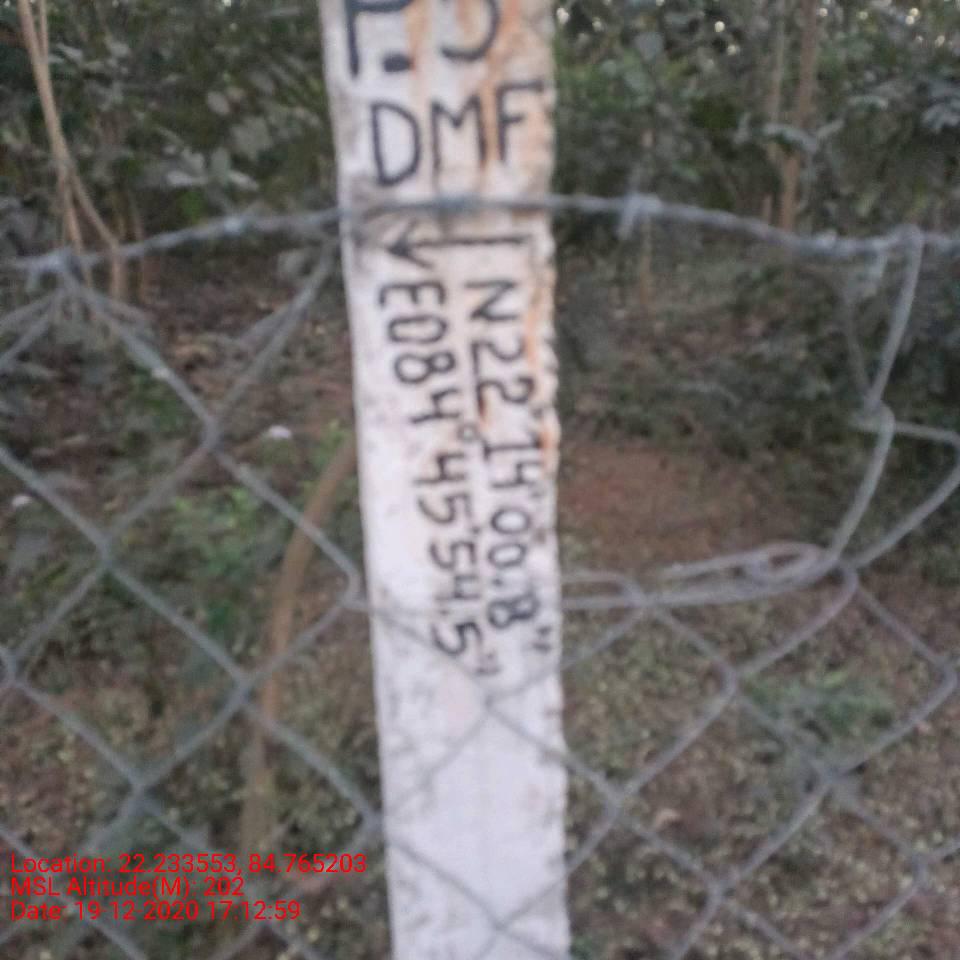 DMF
N22°14'00.8"
E084°45'54.5"
Location: 22.233553, 84.765203
MSL Altitude(M): 202
Date: 19-12-2020 17:12:59